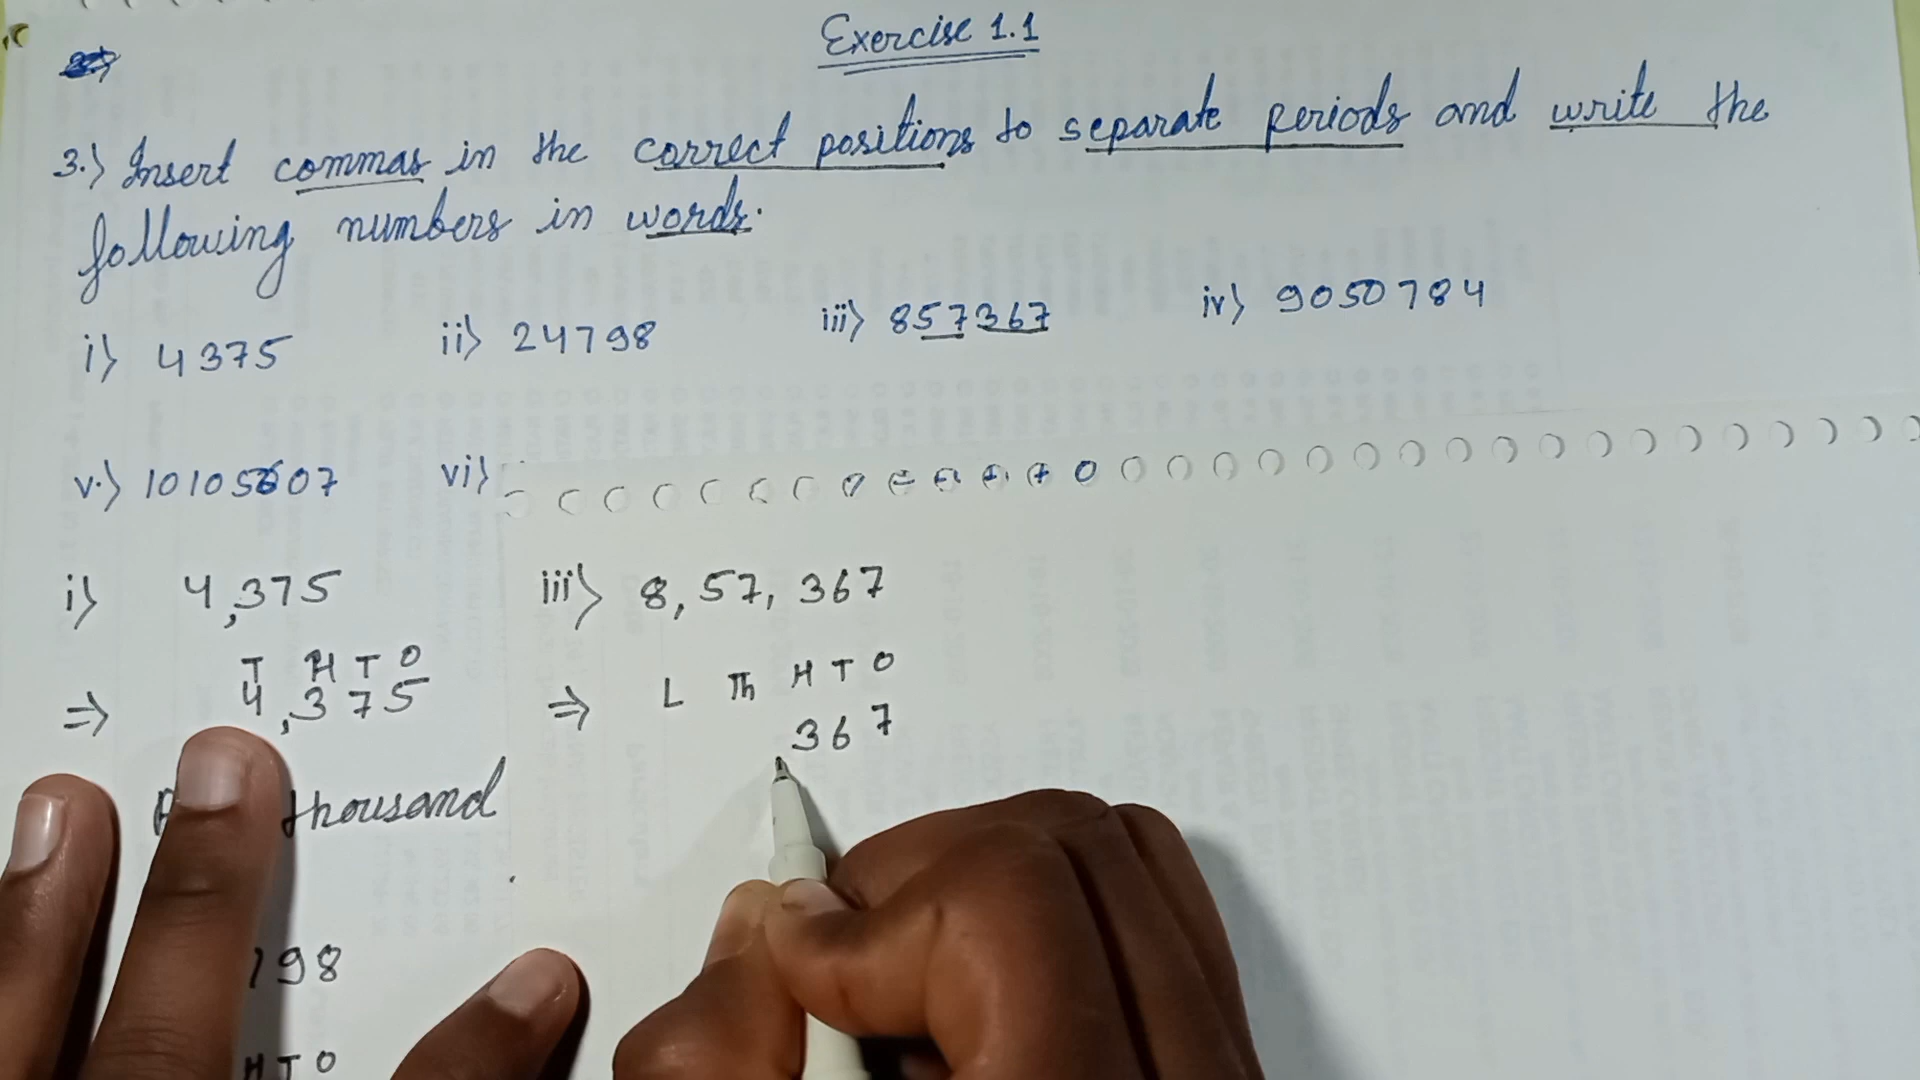 Exercise 1.1
3.) Insert commas in the correct positions to separate periods and write the
following numbers in words.
i) 4375 ii) 24798 iii) 857367 iv) 9050784
v.) 10105607 vi)
i) 4,375 iii) 8, 57, 367
T H T O
⇒ 4,375
⇒ L Th H T O
367
thousand
798
H T O